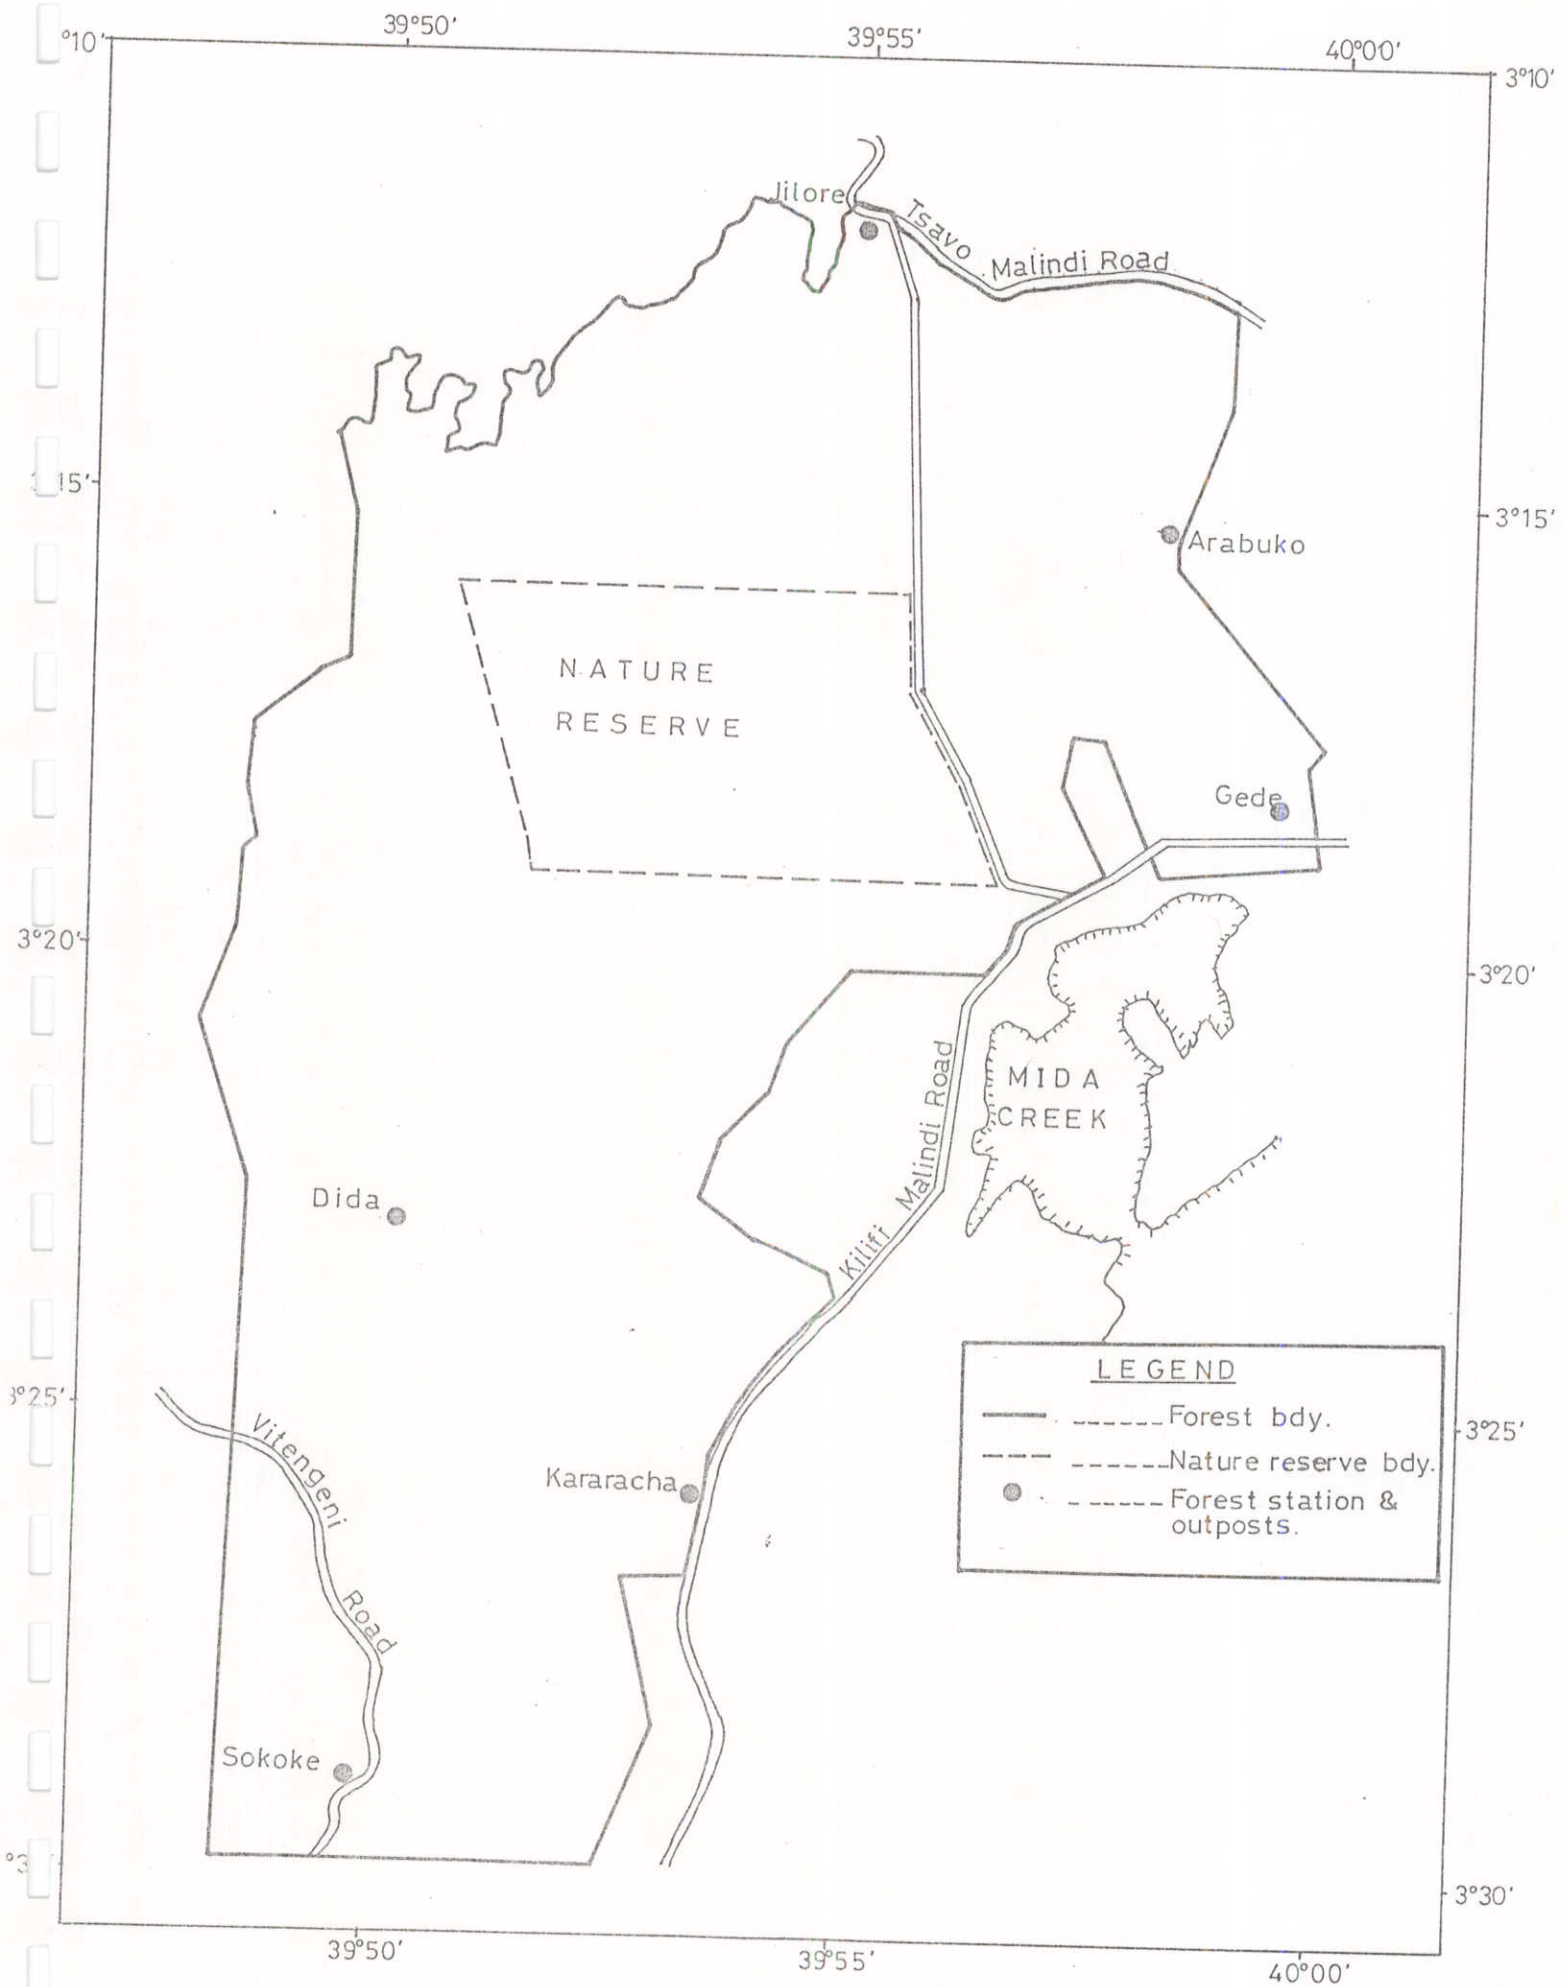 39°50'
39°55'
40°00'
°10'
3°10'
Jilore
Tsavo Malindi Road
15'
3°15'
Arabuko
NATURE
RESERVE
Gede
3°20'
3°20'
MIDA
CREEK
Kilifi Malindi Road
Dida
3°25'
3°25'
Vitengeni Road
Kararacha
LEGEND
Forest bdy.
Nature reserve bdy.
Forest station &
outposts.
Sokoke
3°30'
39°50'
39°55'
40°00'